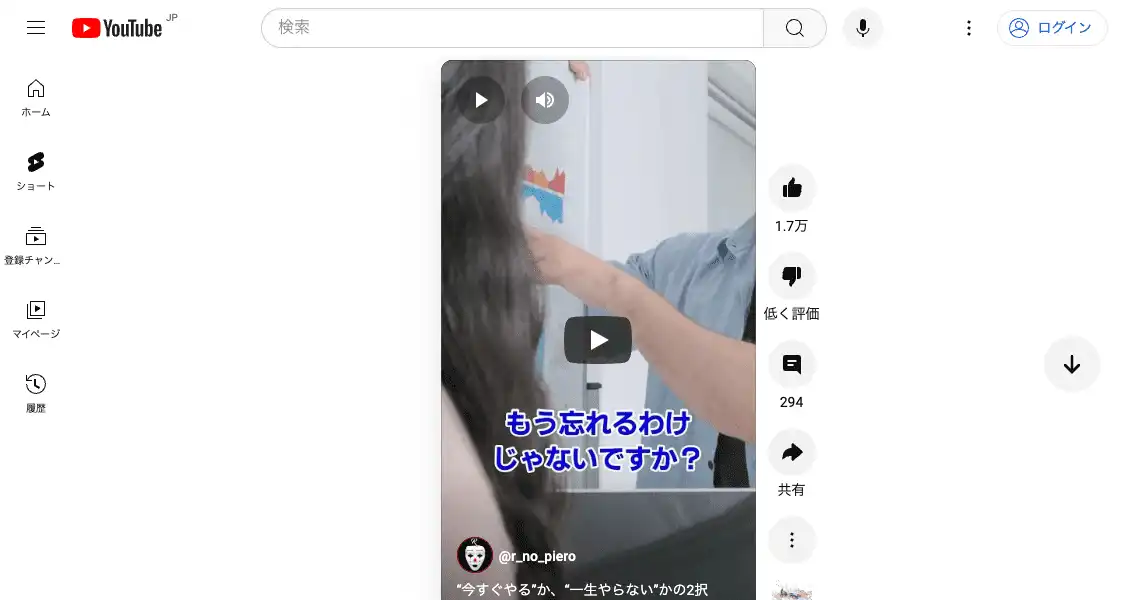 YouTube JP
検索
ログイン
ホーム
ショート
登録チャン...
マイページ
履歴
1.7万
低く評価
294
共有
もう忘れるわけ
じゃないですか？
@r_no_piero
“今すぐやる”か、“一生やらない”かの2択